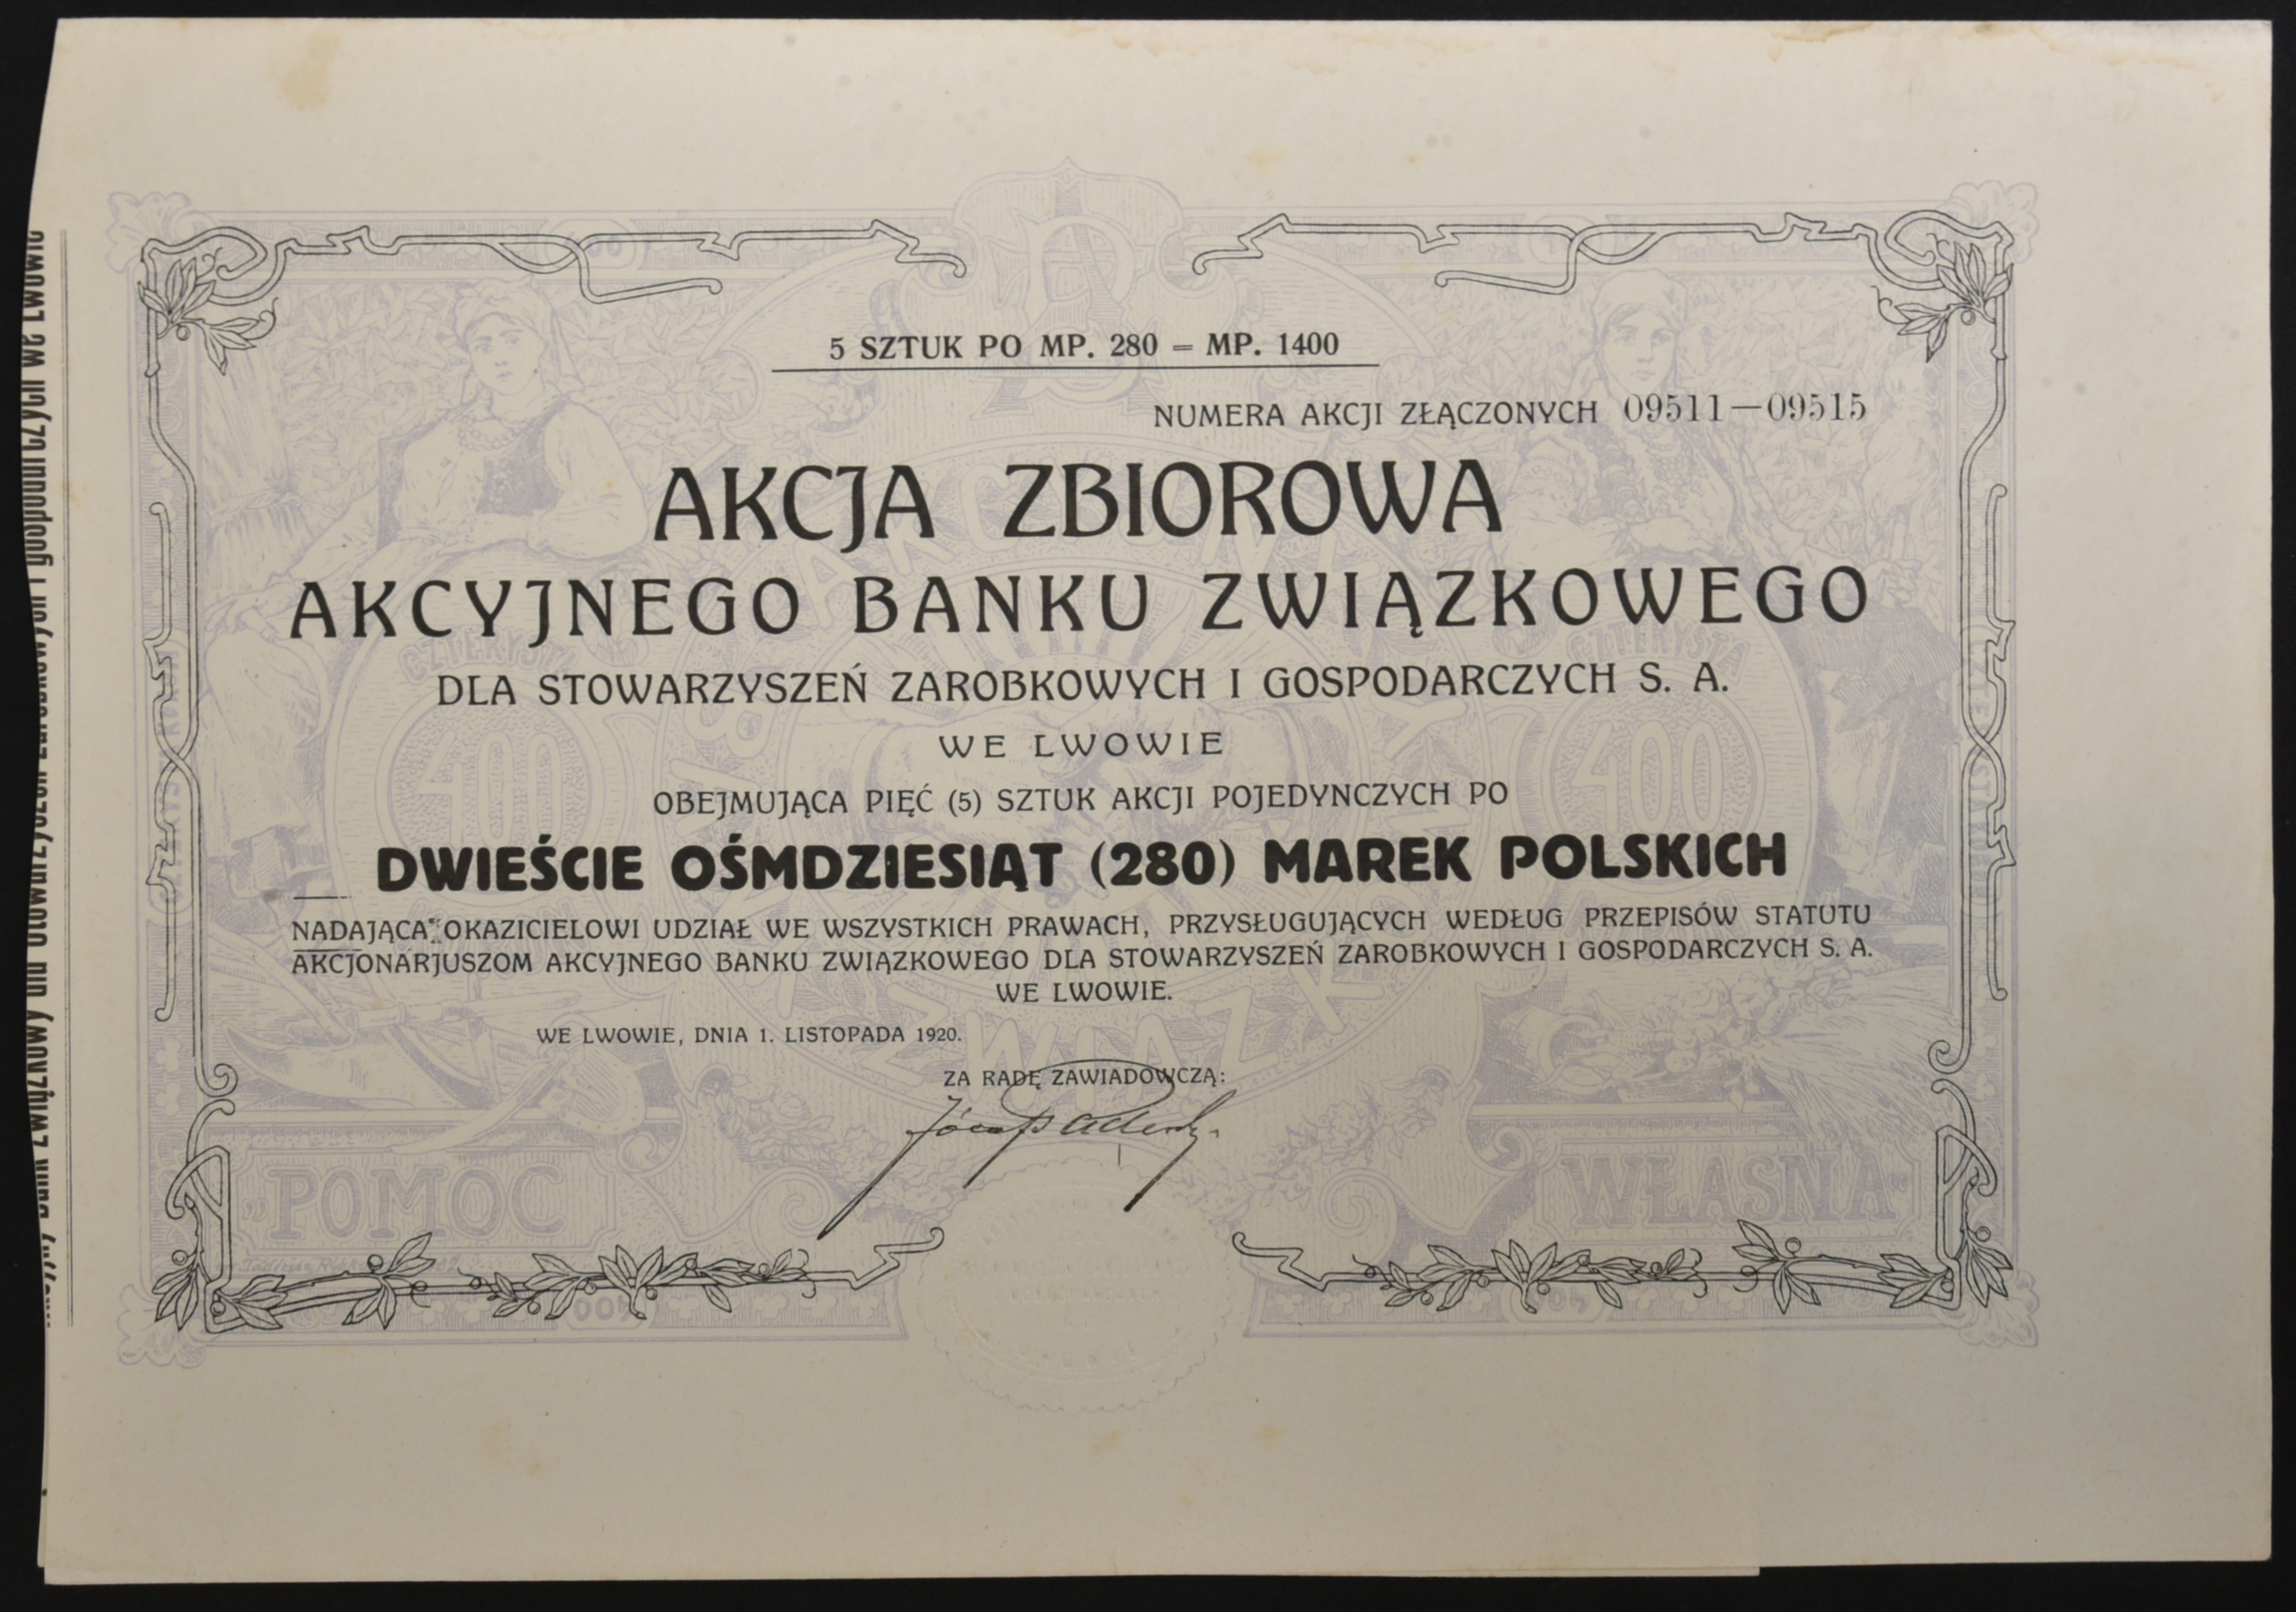 5 SZTUK PO MP. 280 = MP. 1400
NUMERA AKCJI ZŁĄCZONYCH 09511—09515
AKCJA ZBIOROWA
AKCYJNEGO BANKU ZWIĄZKOWEGO
DLA STOWARZYSZEŃ ZAROBKOWYCH I GOSPODARCZYCH S. A.
WE LWOWIE
OBEJMUJĄCA PIĘĆ (5) SZTUK AKCJI POJEDYNCZYCH PO
DWIEŚCIE OŚMDZIESIĄT (280) MAREK POLSKICH
NADAJĄCA OKAZICIELOWI UDZIAŁ WE WSZYSTKICH PRAWACH, PRZYSŁUGUJĄCYCH WEDŁUG PRZEPISÓW STATUTU
AKCJONARJUSZOM AKCYJNEGO BANKU ZWIĄZKOWEGO DLA STOWARZYSZEŃ ZAROBKOWYCH I GOSPODARCZYCH S. A.
WE LWOWIE.
WE LWOWIE, DNIA 1. LISTOPADA 1920.
ZA RADĘ ZAWIADOWCZĄ:
400
400
„POMOC
WŁASNA"